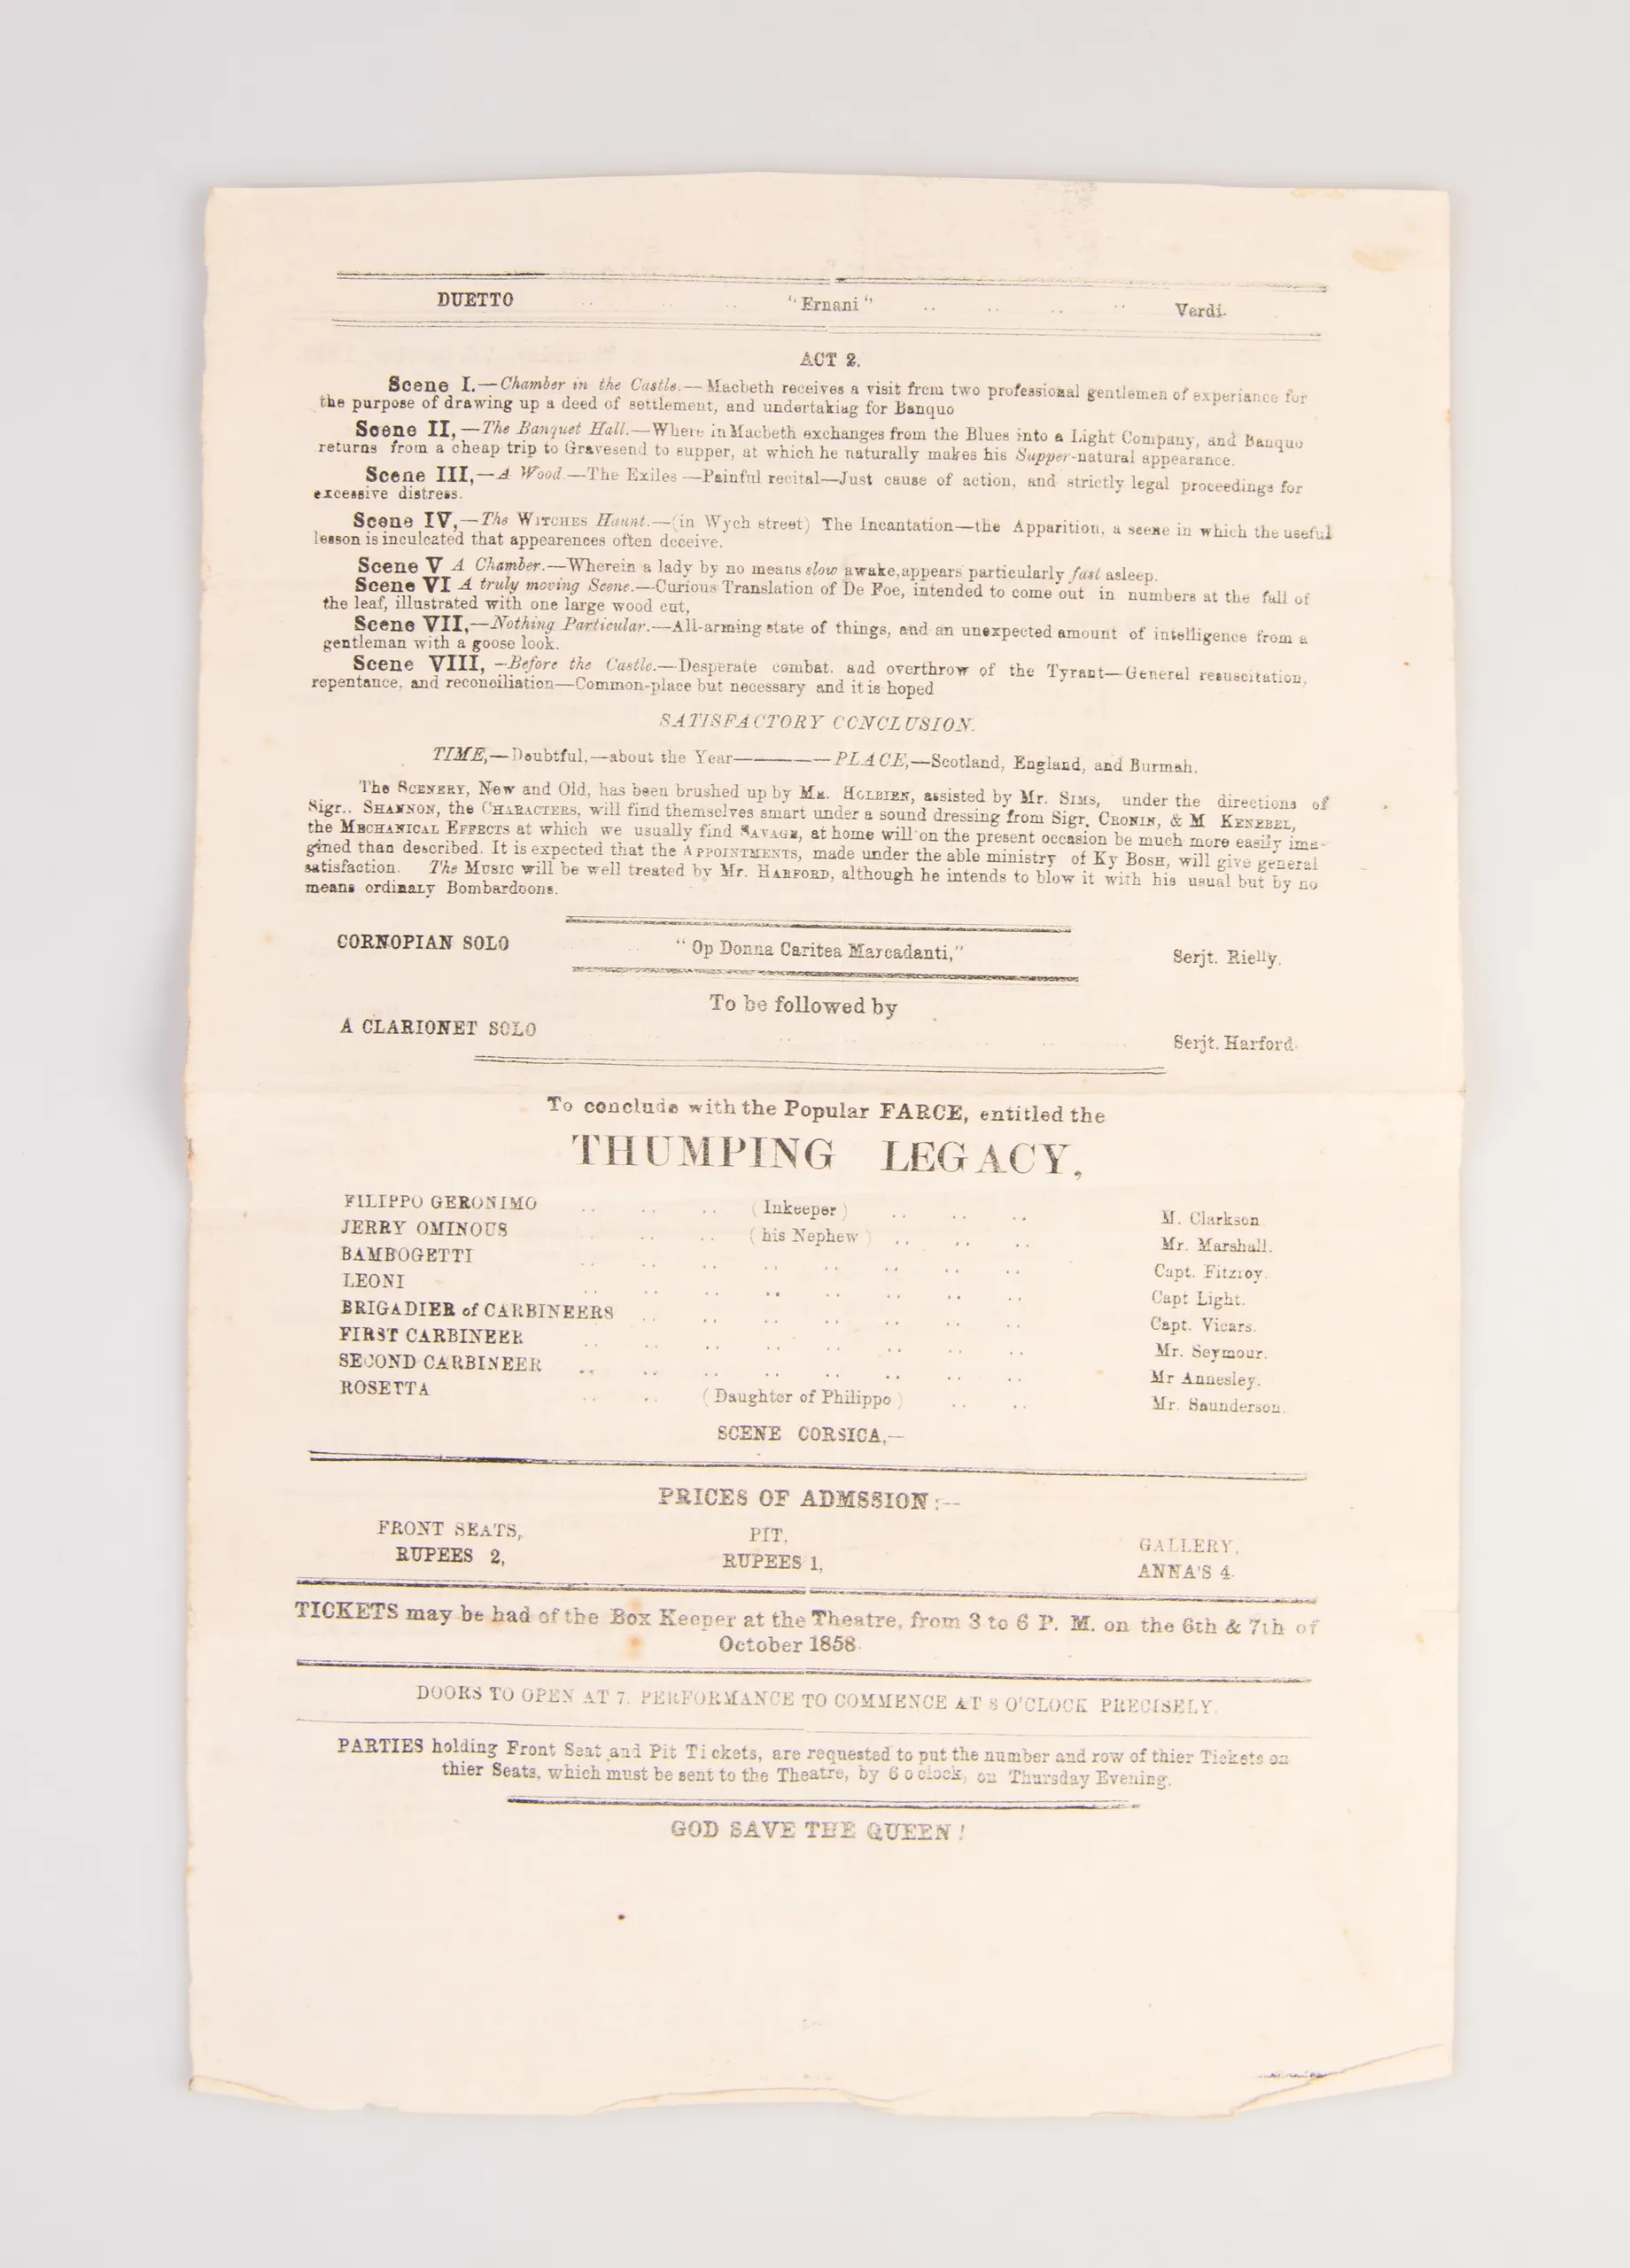 DUETTO .. .. .. "Ernani" .. .. .. .. Verdi.
ACT 2.
Scene I.—Chamber in the Castle.—Macbeth receives a visit frem two professional gentlemen of experiance for
the purpose of drawing up a deed of settlement, and undertaking for Banquo
Scene II,—The Banquet Hall.—Where in Macbeth exchanges from the Blues into a Light Company, and Banquo
returns from a cheap trip to Gravesend to supper, at which he naturally makes his Supper-natural appearance.
Scene III,—A Wood.—The Exiles—Painful recital—Just cause of action, and strictly legal proceedings for
excessive distress.
Scene IV,—The WITCHES Haunt.—(in Wych street) The Incantation—the Apparition, a scene in which the useful
lesson is inculcated that appearences often deceive.
Scene V A Chamber.—Wherein a lady by no means slow awake, appears particularly fast asleep.
Scene VI A truly moving Scene.—Curious Translation of De Foe, intended to come out in numbers at the fall of
the leaf, illustrated with one large wood cut,
Scene VII,—Nothing Particular.—All-arming state of things, and an unexpected amount of intelligence from a
gentleman with a goose look.
Scene VIII, —Before the Castle.—Desperate combat. and overthrow of the Tyrant—General resuscitation,
repentance, and reconciliation—Common-place but necessary and it is hoped
SATISFACTORY CONCLUSION.
TIME,—Doubtful,—about the Year————PLACE,—Scotland, England, and Burmah.
The SCENERY, New and Old, has been brushed up by MR. HOLBIEN, assisted by Mr. SIMS, under the directions of
Sigr.. SHANNON, the CHARACTERS, will find themselves smart under a sound dressing from Sigr. CRONIN, & M KENEBEL,
the MECHANICAL EFFECTS at which we usually find SAVAGE, at home will on the present occasion be much more easily ima-
gined than described. It is expected that the APPOINTMENTS, made under the able ministry of KY BOSH, will give general
satisfaction. The MUSIC will be well treated by Mr. HARFORD, although he intends to blow it with his usual but by no
means ordinary Bombardoons.
CORNOPIAN SOLO "Op Donna Caritea Marcadanti," Serjt. Rielly.
To be followed by
A CLARIONET SOLO .. .. .. Serjt. Harford.
To conclude with the Popular FARCE, entitled the
THUMPING LEGACY,
FILIPPO GERONIMO .. .. .. (Inkeeper) .. .. .. M. Clarkson
JERRY OMINOUS .. .. .. (his Nephew) .. .. .. Mr. Marshall.
BAMBOGETTI .. .. .. .. .. .. .. .. Capt. Fitzroy.
LEONI .. .. .. .. .. .. .. .. Capt Light.
BRIGADIER of CARBINEERS .. .. .. .. .. .. .. Capt. Vicars.
FIRST CARBINEER .. .. .. .. .. .. .. .. Mr. Seymour.
SECOND CARBINEER .. .. .. .. .. .. .. .. Mr Annesley.
ROSETTA .. .. (Daughter of Philippo) .. .. Mr. Saunderson.
SCENE CORSICA,—
PRICES OF ADMSSION:—
FRONT SEATS, PIT, GALLERY,
RUPEES 2, RUPEES 1, ANNA'S 4.
TICKETS may be had of the Box Keeper at the Theatre, from 3 to 6 P. M. on the 6th & 7th of
October 1858.
DOORS TO OPEN AT 7. PERFORMANCE TO COMMENCE AT 8 O'CLOCK PRECISELY.
PARTIES holding Front Seat and Pit Tickets, are requested to put the number and row of thier Tickets on
thier Seats, which must be sent to the Theatre, by 6 o clock, on Thursday Evening.
GOD SAVE THE QUEEN!